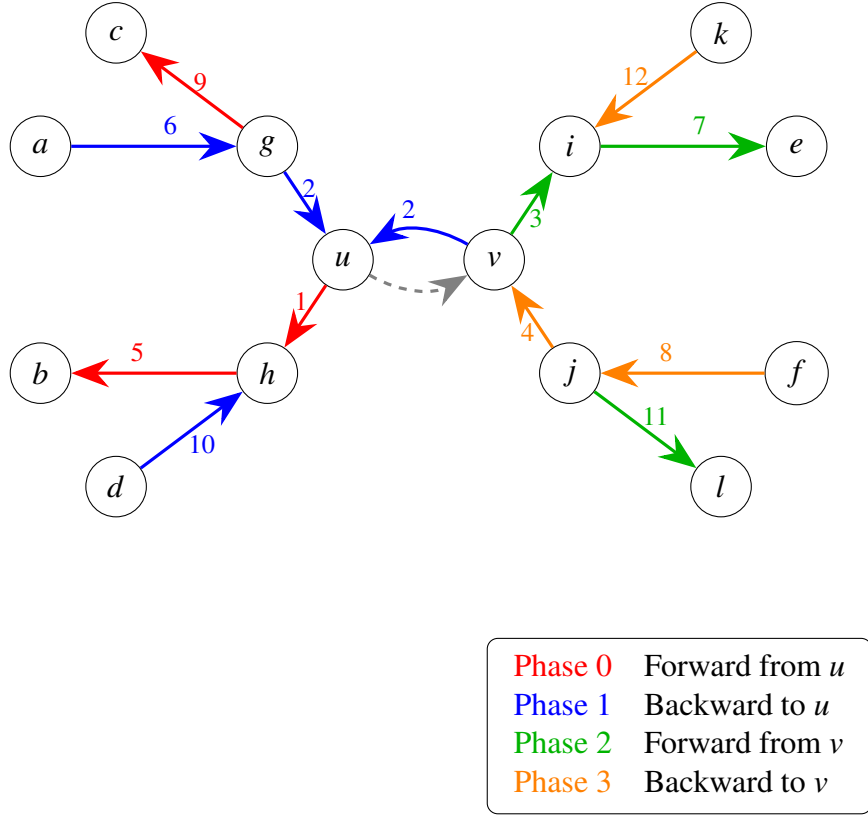 c
k
9
12
a
6
g
i
7
e
2
2
3
u
v
1
4
b
5
h
j
8
f
10
11
d
l
Phase 0 Forward from u
Phase 1 Backward to u
Phase 2 Forward from v
Phase 3 Backward to v